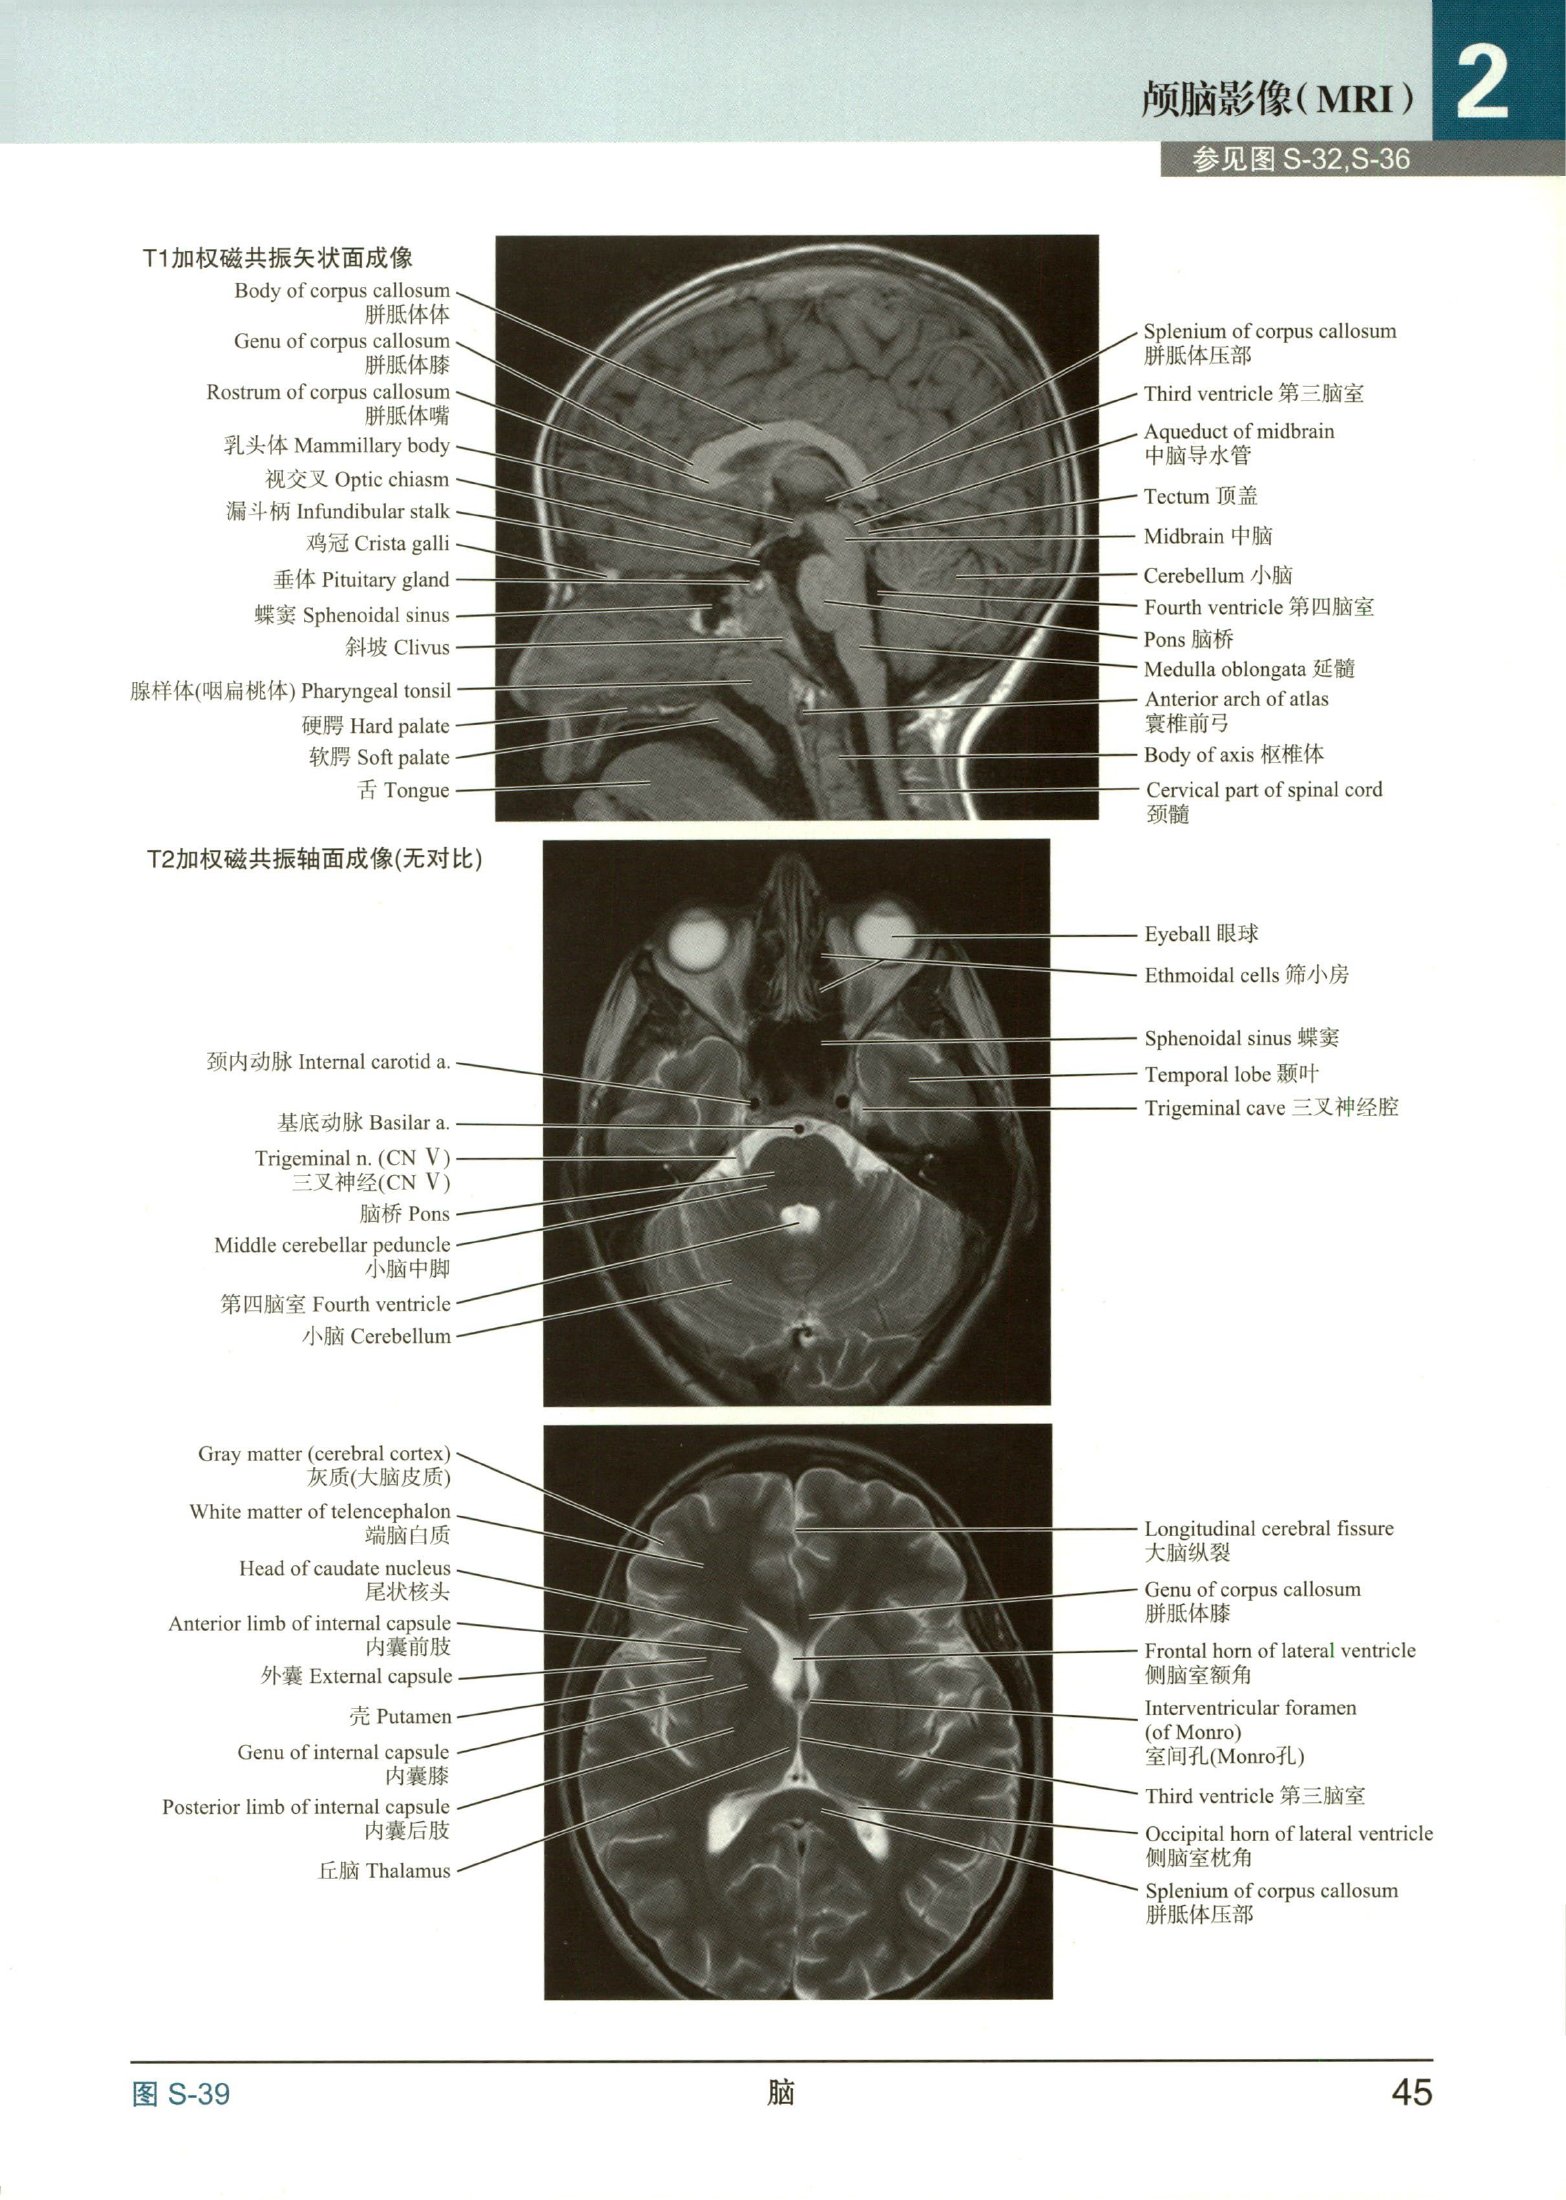 颅脑影像(MRI)
2
参见图 S-32,S-36
T1加权磁共振矢状面成像
Body of corpus callosum
胼胝体体
Genu of corpus callosum
胼胝体膝
Rostrum of corpus callosum
胼胝体嘴
乳头体 Mammillary body
视交叉 Optic chiasm
漏斗柄 Infundibular stalk
鸡冠 Crista galli
垂体 Pituitary gland
蝶窦 Sphenoidal sinus
斜坡 Clivus
腺样体(咽扁桃体) Pharyngeal tonsil
硬腭 Hard palate
软腭 Soft palate
舌 Tongue
Splenium of corpus callosum
胼胝体压部
Third ventricle 第三脑室
Aqueduct of midbrain
中脑导水管
Tectum 顶盖
Midbrain 中脑
Cerebellum 小脑
Fourth ventricle 第四脑室
Pons 脑桥
Medulla oblongata 延髓
Anterior arch of atlas
寰椎前弓
Body of axis 枢椎体
Cervical part of spinal cord
颈髓
T2加权磁共振轴面成像(无对比)
颈内动脉 Internal carotid a.
基底动脉 Basilar a.
Trigeminal n. (CN Ⅴ)
三叉神经(CN Ⅴ)
脑桥 Pons
Middle cerebellar peduncle
小脑中脚
第四脑室 Fourth ventricle
小脑 Cerebellum
Eyeball 眼球
Ethmoidal cells 筛小房
Sphenoidal sinus 蝶窦
Temporal lobe 颞叶
Trigeminal cave 三叉神经腔
Gray matter (cerebral cortex)
灰质(大脑皮质)
White matter of telencephalon
端脑白质
Head of caudate nucleus
尾状核头
Anterior limb of internal capsule
内囊前肢
外囊 External capsule
壳 Putamen
Genu of internal capsule
内囊膝
Posterior limb of internal capsule
内囊后肢
丘脑 Thalamus
Longitudinal cerebral fissure
大脑纵裂
Genu of corpus callosum
胼胝体膝
Frontal horn of lateral ventricle
侧脑室额角
Interventricular foramen
(of Monro)
室间孔(Monro孔)
Third ventricle 第三脑室
Occipital horn of lateral ventricle
侧脑室枕角
Splenium of corpus callosum
胼胝体压部
图 S-39
脑
45